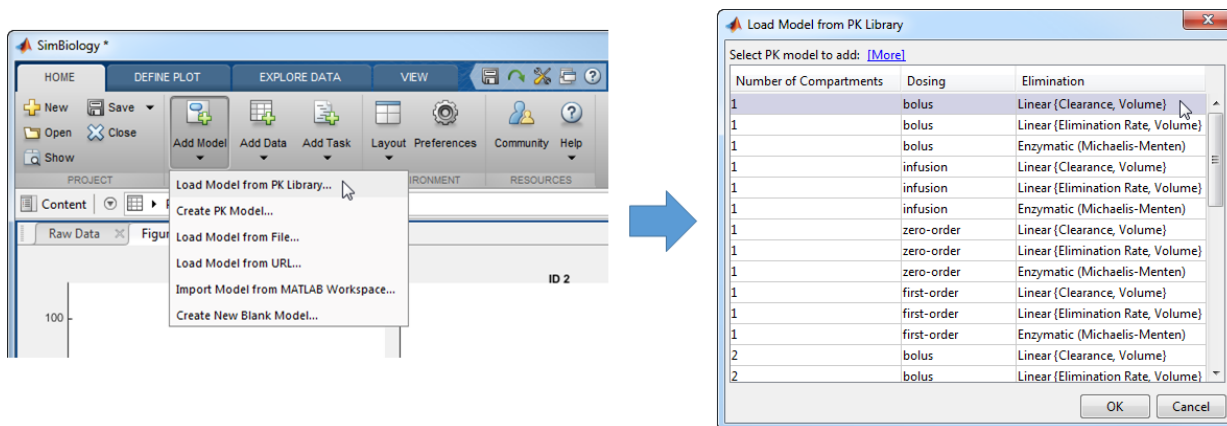 SimBiology *
HOME DEFINE PLOT EXPLORE DATA VIEW
New Save
Open Close
Show
Add Model Add Data Add Task Layout Preferences Community Help
PROJECT IRONMENT RESOURCES
Load Model from PK Library...
Create PK Model...
Load Model from File...
Load Model from URL...
Import Model from MATLAB Workspace...
Create New Blank Model...
Content
Raw Data Figur
ID 2
100
Load Model from PK Library
Select PK model to add: [More]
Number of Compartments Dosing Elimination
1 bolus Linear {Clearance, Volume}
1 bolus Linear {Elimination Rate, Volume}
1 bolus Enzymatic (Michaelis-Menten)
1 infusion Linear {Clearance, Volume}
1 infusion Linear {Elimination Rate, Volume}
1 infusion Enzymatic (Michaelis-Menten)
1 zero-order Linear {Clearance, Volume}
1 zero-order Linear {Elimination Rate, Volume}
1 zero-order Enzymatic (Michaelis-Menten)
1 first-order Linear {Clearance, Volume}
1 first-order Linear {Elimination Rate, Volume}
1 first-order Enzymatic (Michaelis-Menten)
2 bolus Linear {Clearance, Volume}
2 bolus Linear {Elimination Rate, Volume}
OK Cancel